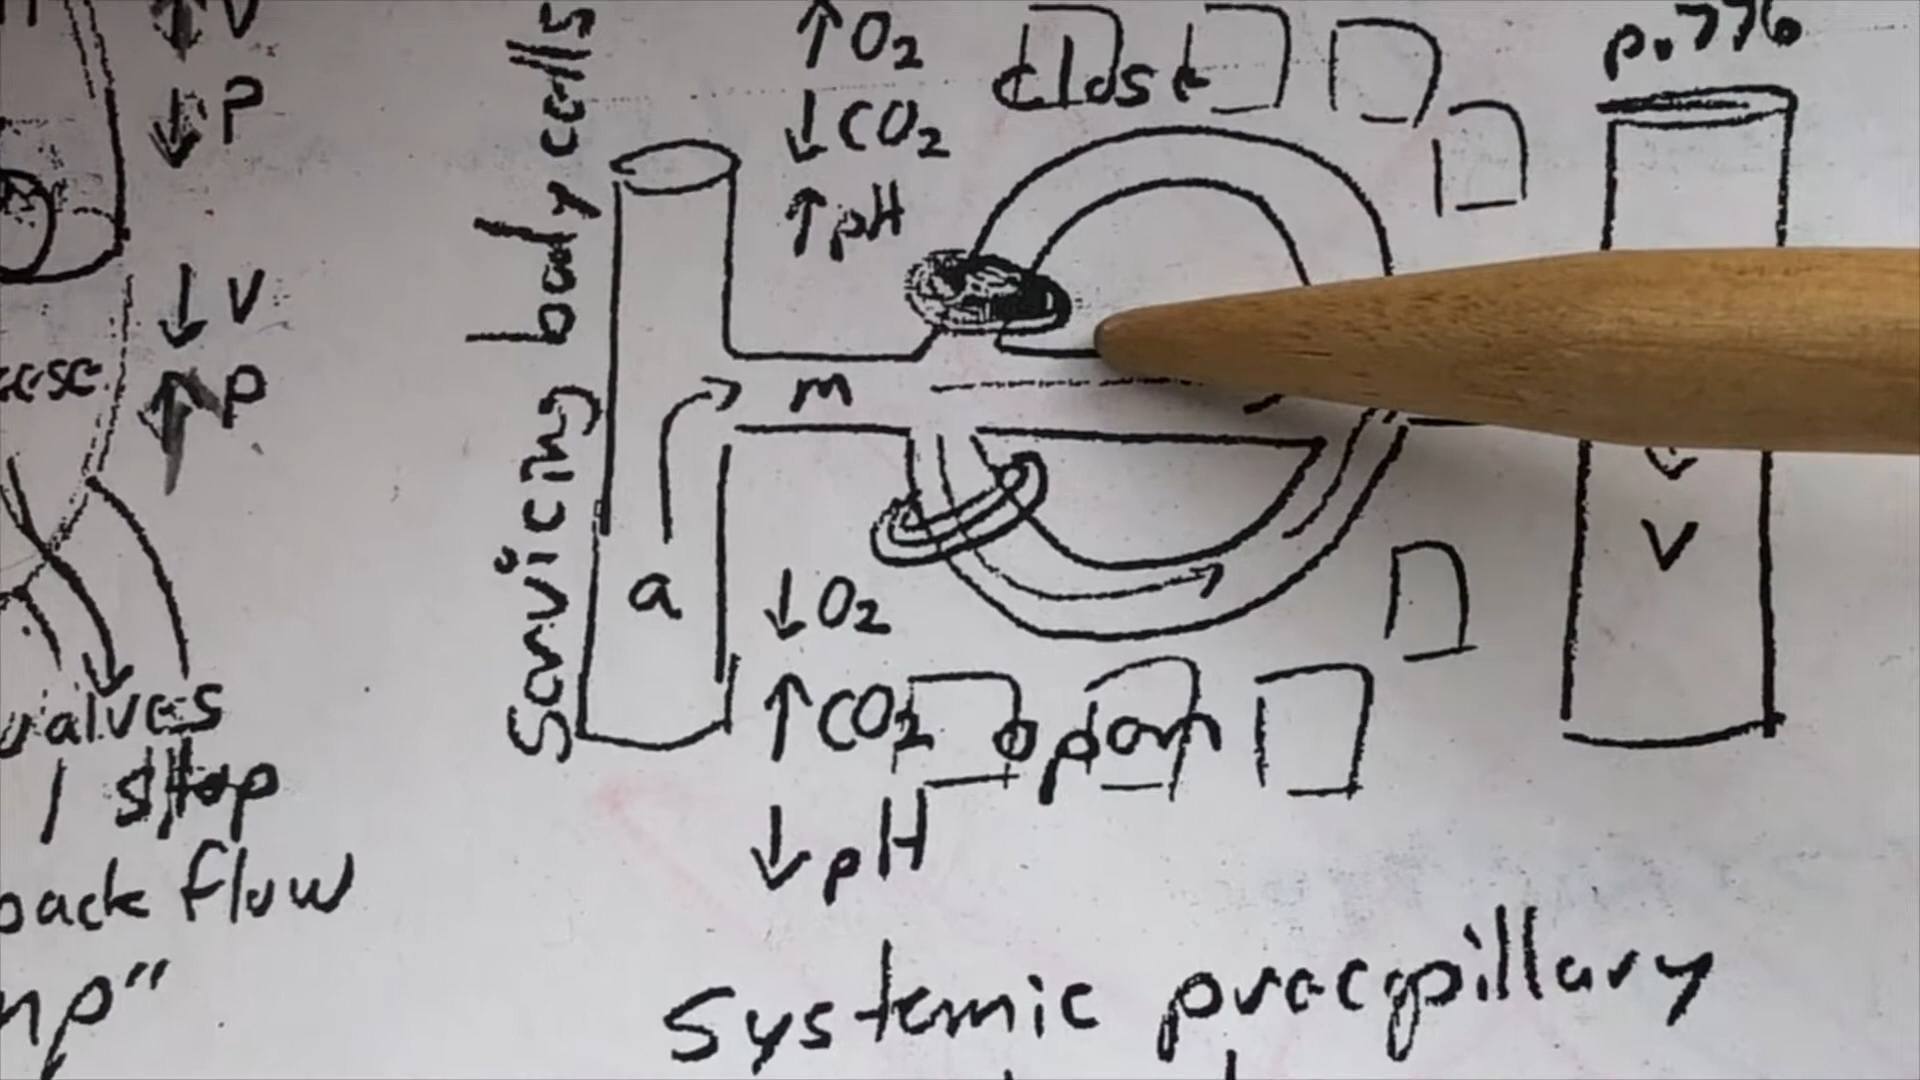 ↑V
↓P
↓V
↑P
valves
stop
back flow
Servicing body cells
↑O₂
↓CO₂
↑pH
close
p.776
m
a
V
↓O₂
↑CO₂
↓pH
open
Systemic precapillary